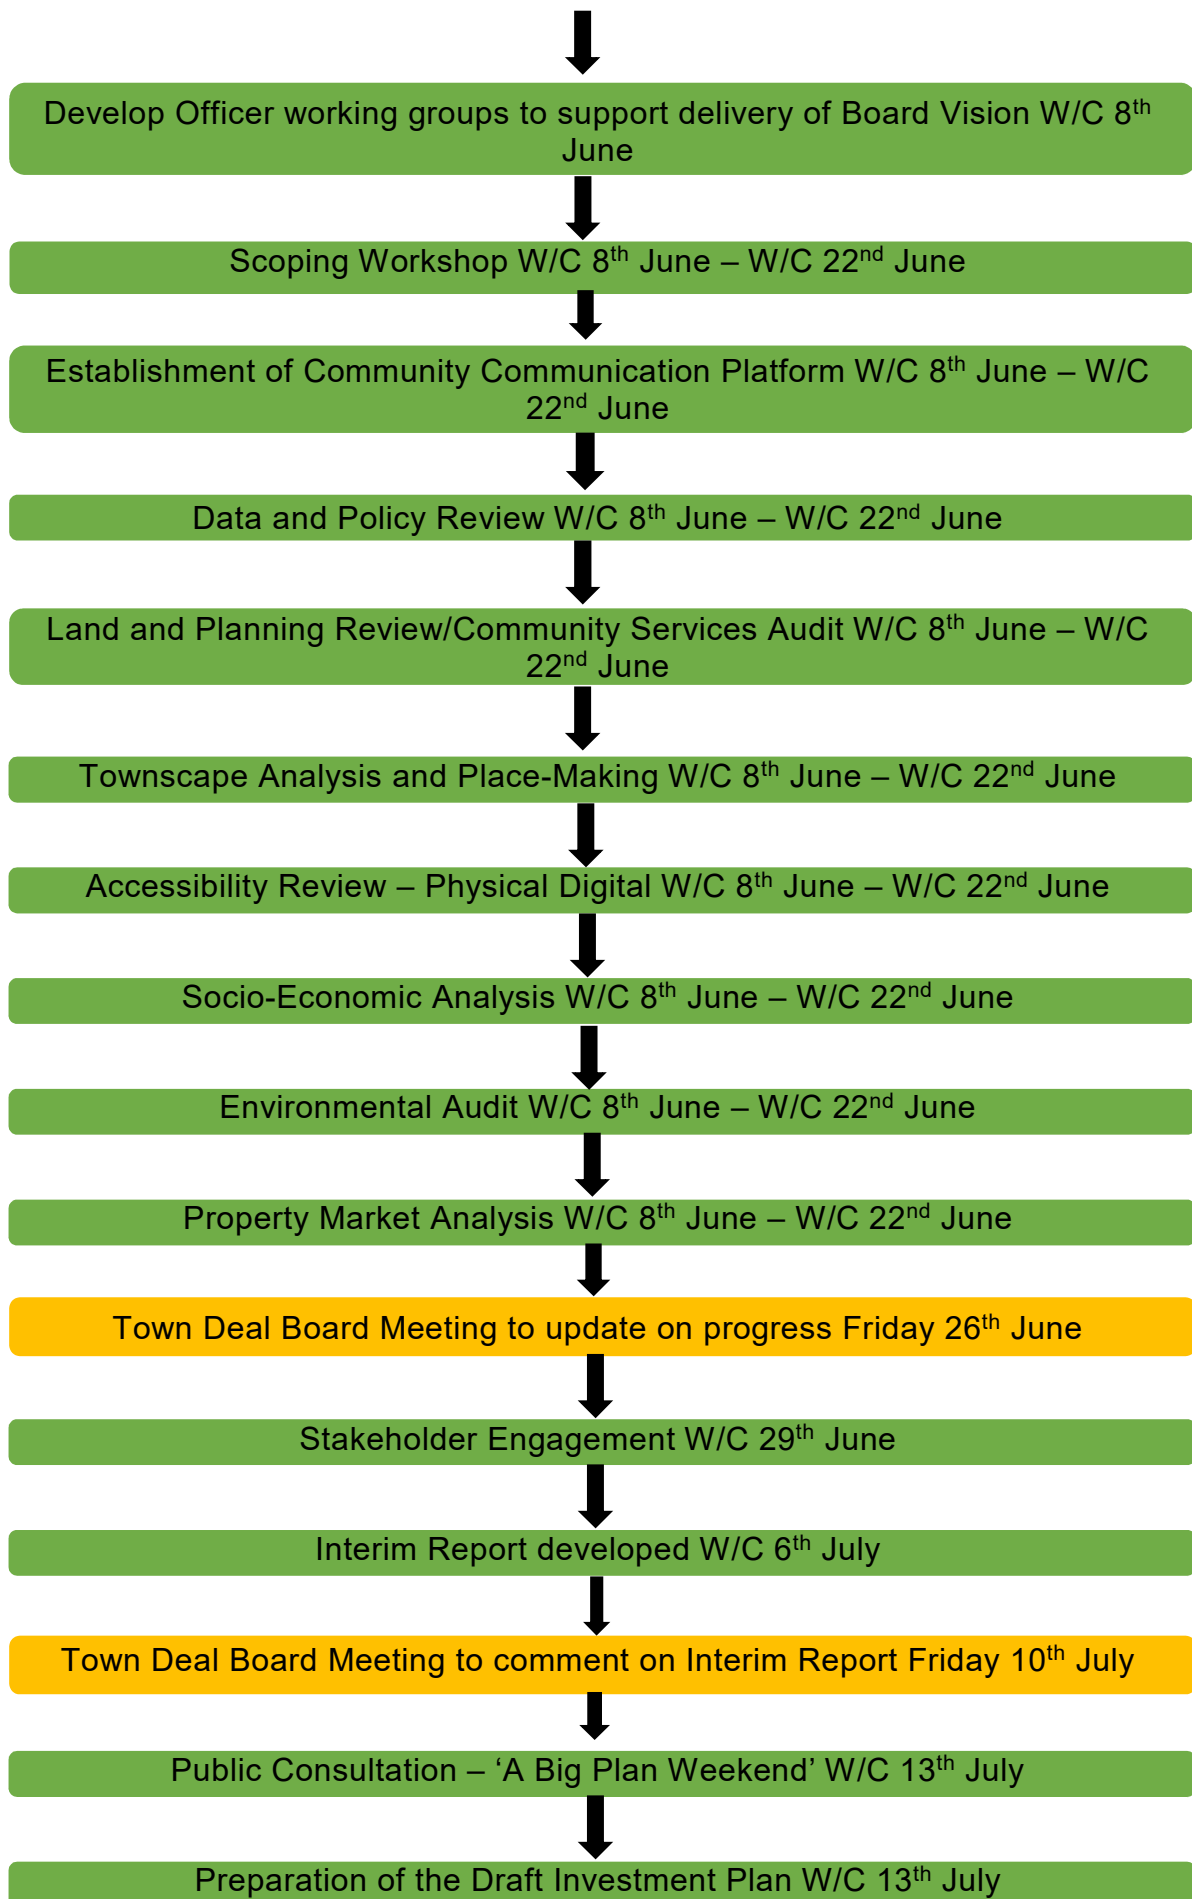 Develop Officer working groups to support delivery of Board Vision W/C 8th
June
Scoping Workshop W/C 8th June – W/C 22nd June
Establishment of Community Communication Platform W/C 8th June – W/C
22nd June
Data and Policy Review W/C 8th June – W/C 22nd June
Land and Planning Review/Community Services Audit W/C 8th June – W/C
22nd June
Townscape Analysis and Place-Making W/C 8th June – W/C 22nd June
Accessibility Review – Physical Digital W/C 8th June – W/C 22nd June
Socio-Economic Analysis W/C 8th June – W/C 22nd June
Environmental Audit W/C 8th June – W/C 22nd June
Property Market Analysis W/C 8th June – W/C 22nd June
Town Deal Board Meeting to update on progress Friday 26th June
Stakeholder Engagement W/C 29th June
Interim Report developed W/C 6th July
Town Deal Board Meeting to comment on Interim Report Friday 10th July
Public Consultation – ‘A Big Plan Weekend’ W/C 13th July
Preparation of the Draft Investment Plan W/C 13th July